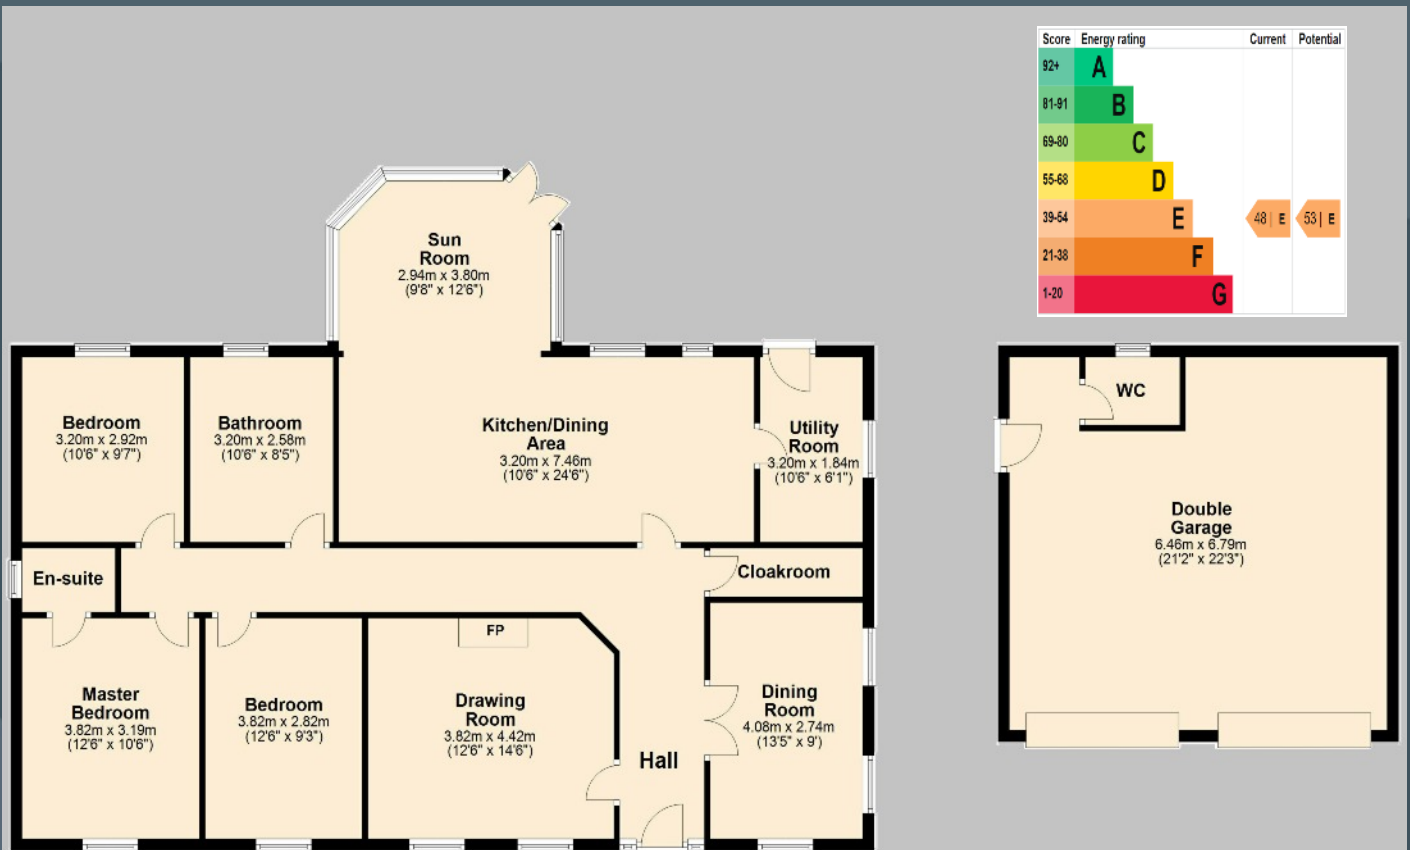 Score Energy rating Current Potential
92+ A
81-91 B
69-80 C
55-68 D
39-54 E 48 | E 53 | E
21-38 F
1-20 G
Sun
Room
2.94m x 3.80m
(9'8" x 12'6")
Bedroom
3.20m x 2.92m
(10'6" x 9'7")
Bathroom
3.20m x 2.58m
(10'6" x 8'5")
Kitchen/Dining
Area
3.20m x 7.46m
(10'6" x 24'6")
Utility
Room
3.20m x 1.84m
(10'6" x 6'1")
WC
Double
Garage
6.46m x 6.79m
(21'2" x 22'3")
En-suite
Cloakroom
FP
Master
Bedroom
3.82m x 3.19m
(12'6" x 10'6")
Bedroom
3.82m x 2.82m
(12'6" x 9'3")
Drawing
Room
3.82m x 4.42m
(12'6" x 14'6")
Hall
Dining
Room
4.08m x 2.74m
(13'5" x 9')